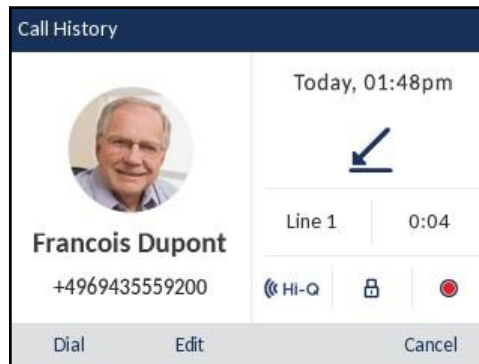 Call History
Today, 01:48pm
Line 1 0:04
Francois Dupont
+4969435559200
Hi-Q
Dial Edit Cancel